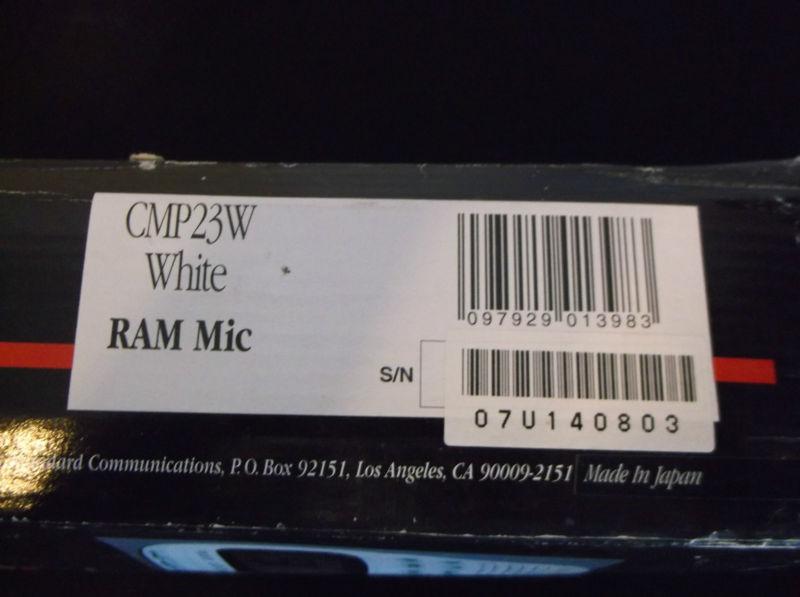 CMP23W
White
RAM Mic
097929 013983
S/N
07U140803
Communications, P.O. Box 92151, Los Angeles, CA 90009-2151 Made In Japan